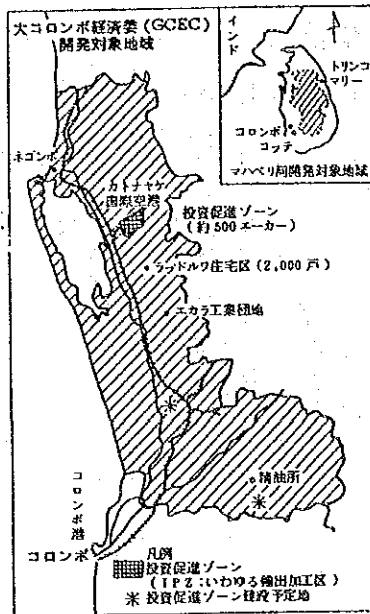 大コロンボ経済委(GCEC)
開発対象地域
インド
トリンコ
マリー
コロンボ
コッテ
マハベリ河開発対象地域
ネゴンボ
カトナヤケ
国際空港
投資促進ゾーン
(約500エーカー)
ラッドルワ住宅区(2,000戸)
エカラ工業団地
精油所
コロンボ港
コロンボ
凡例
投資促進ゾーン
(IPZ:いわゆる輸出加工区)
投資促進ゾーン建設予定地